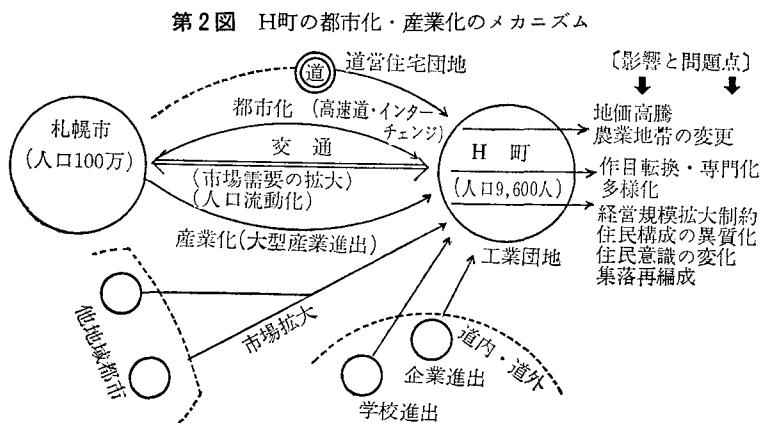 第2図 H町の都市化・産業化のメカニズム
道
道営住宅団地
〔影響と問題点〕
都市化 (高速道・インター
チェンジ)
札幌市
(人口100万)
交通
(市場需要の拡大)
(人口流動化)
産業化(大型産業進出)
H町
(人口9,600人)
地価高騰
農業地帯の変更
作目転換・専門化
多様化
経営規模拡大制約
住民構成の異質化
住民意識の変化
集落再編成
工業団地
市場拡大
他地域都市
道内・道外
企業進出
学校進出